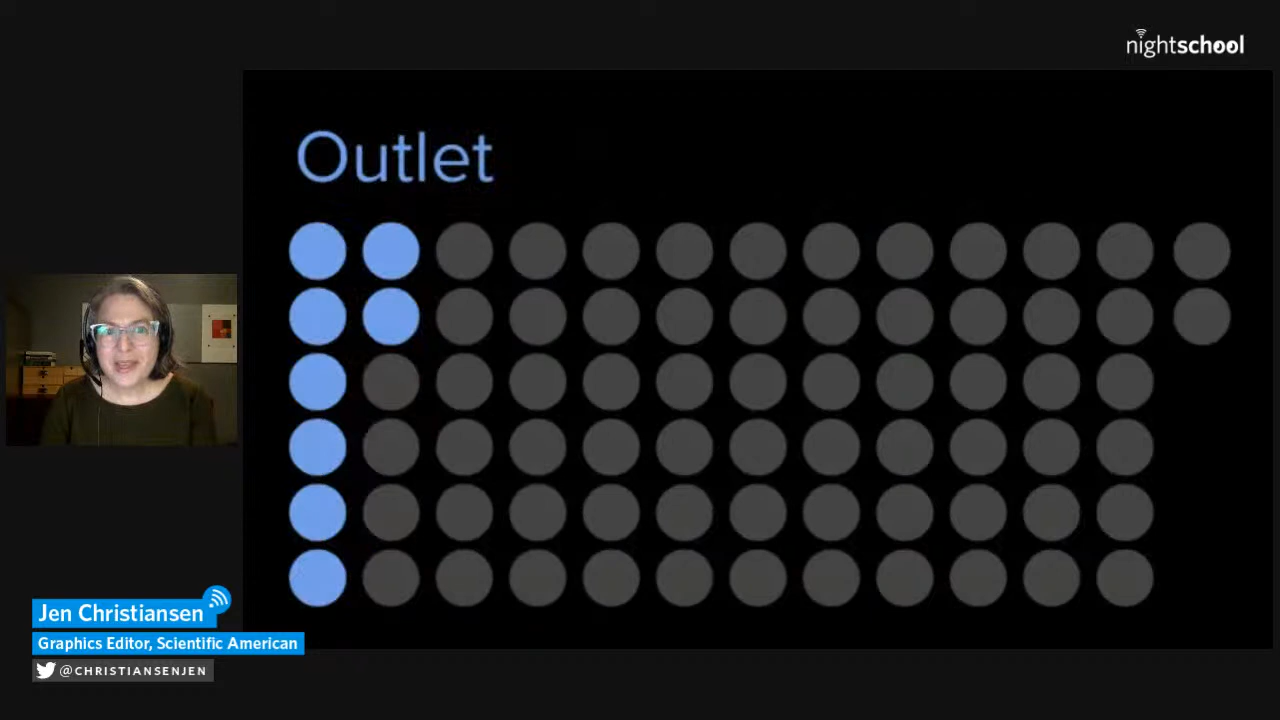 nightschool
Outlet
Jen Christiansen
Graphics Editor, Scientific American
@CHRISTIANSENJEN